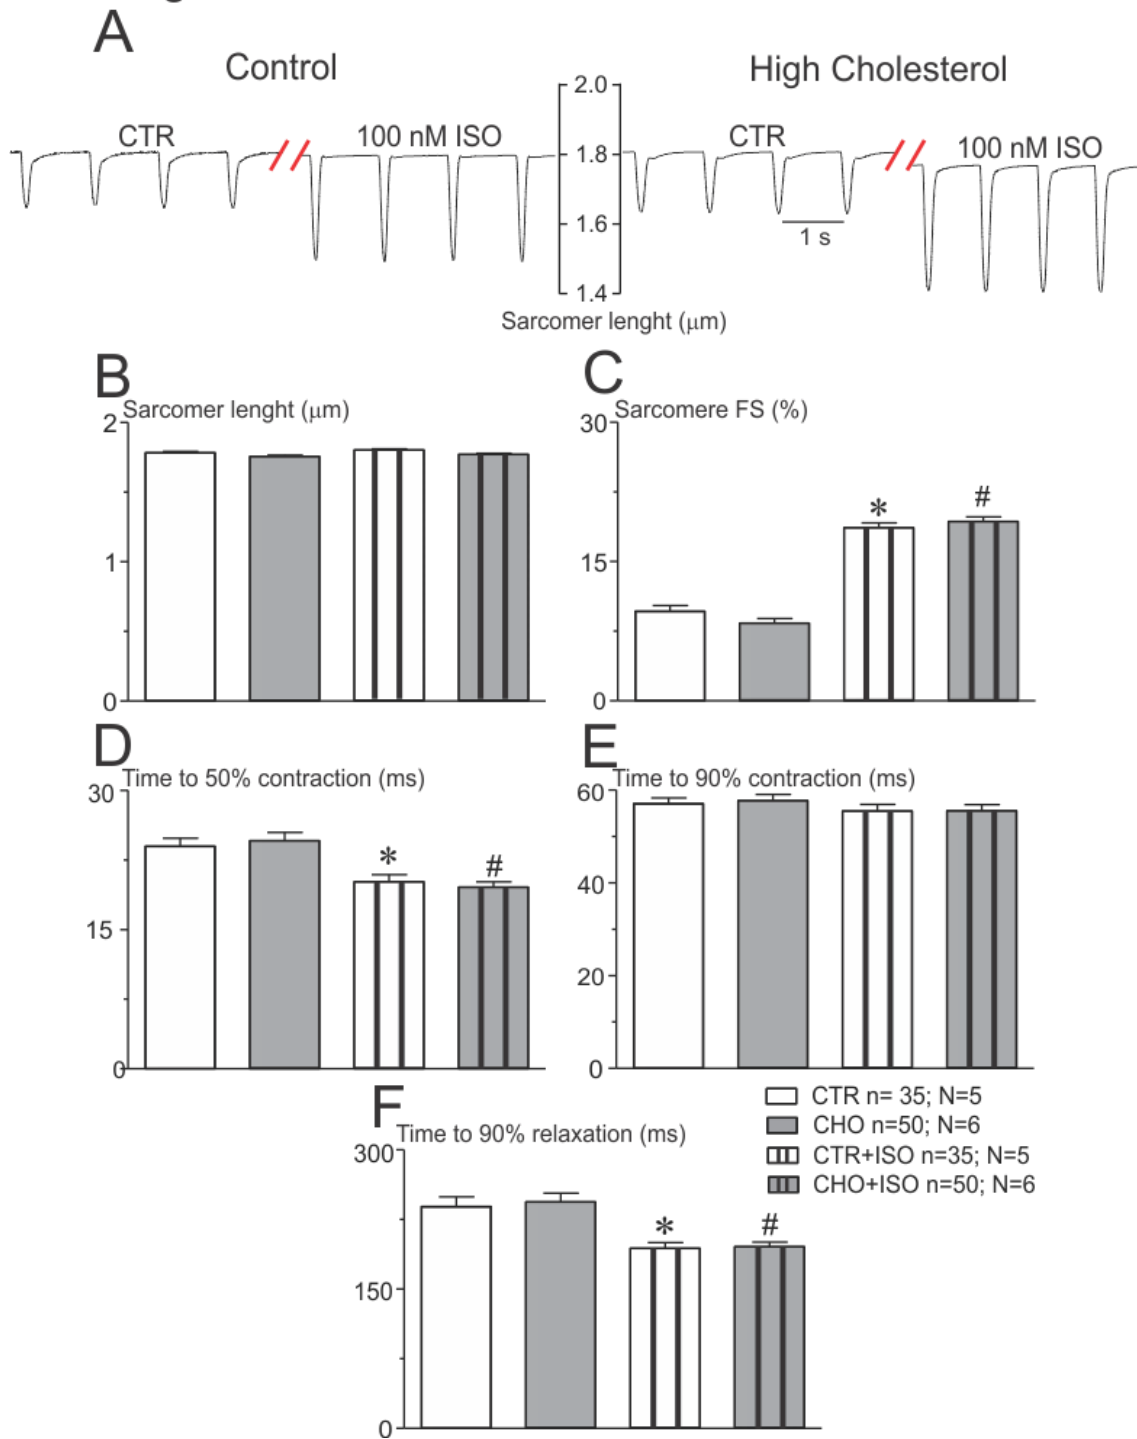 A
Control
High Cholesterol
CTR
100 nM ISO
2.0
1.8
1.6
1.4
CTR
100 nM ISO
1 s
Sarcomer lenght (μm)
B
Sarcomer lenght (μm)
2
1
0
C
Sarcomere FS (%)
30
15
0
*
#
D
Time to 50% contraction (ms)
30
15
0
*
#
E
Time to 90% contraction (ms)
60
40
20
0
F
Time to 90% relaxation (ms)
300
150
0
*
#
CTR n= 35; N=5
CHO n=50; N=6
CTR+ISO n=35; N=5
CHO+ISO n=50; N=6